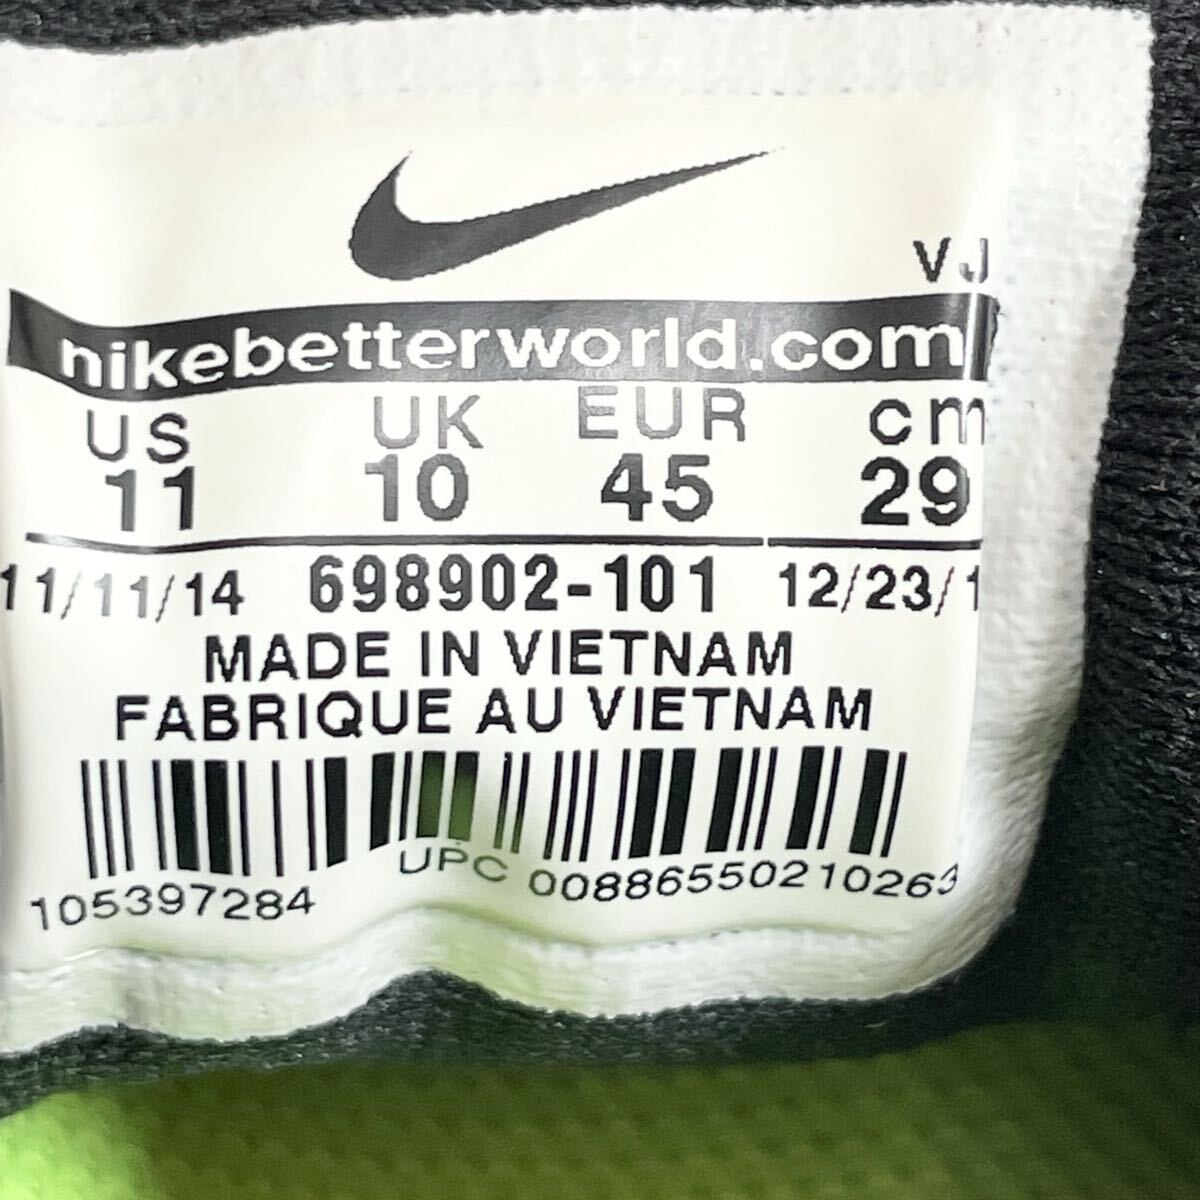 VJ
nikebetterworld.com
US UK EUR cm
11 10 45 29
11/11/14 698902-101 12/23/1
MADE IN VIETNAM
FABRIQUE AU VIETNAM
UPC 00886550210263
105397284